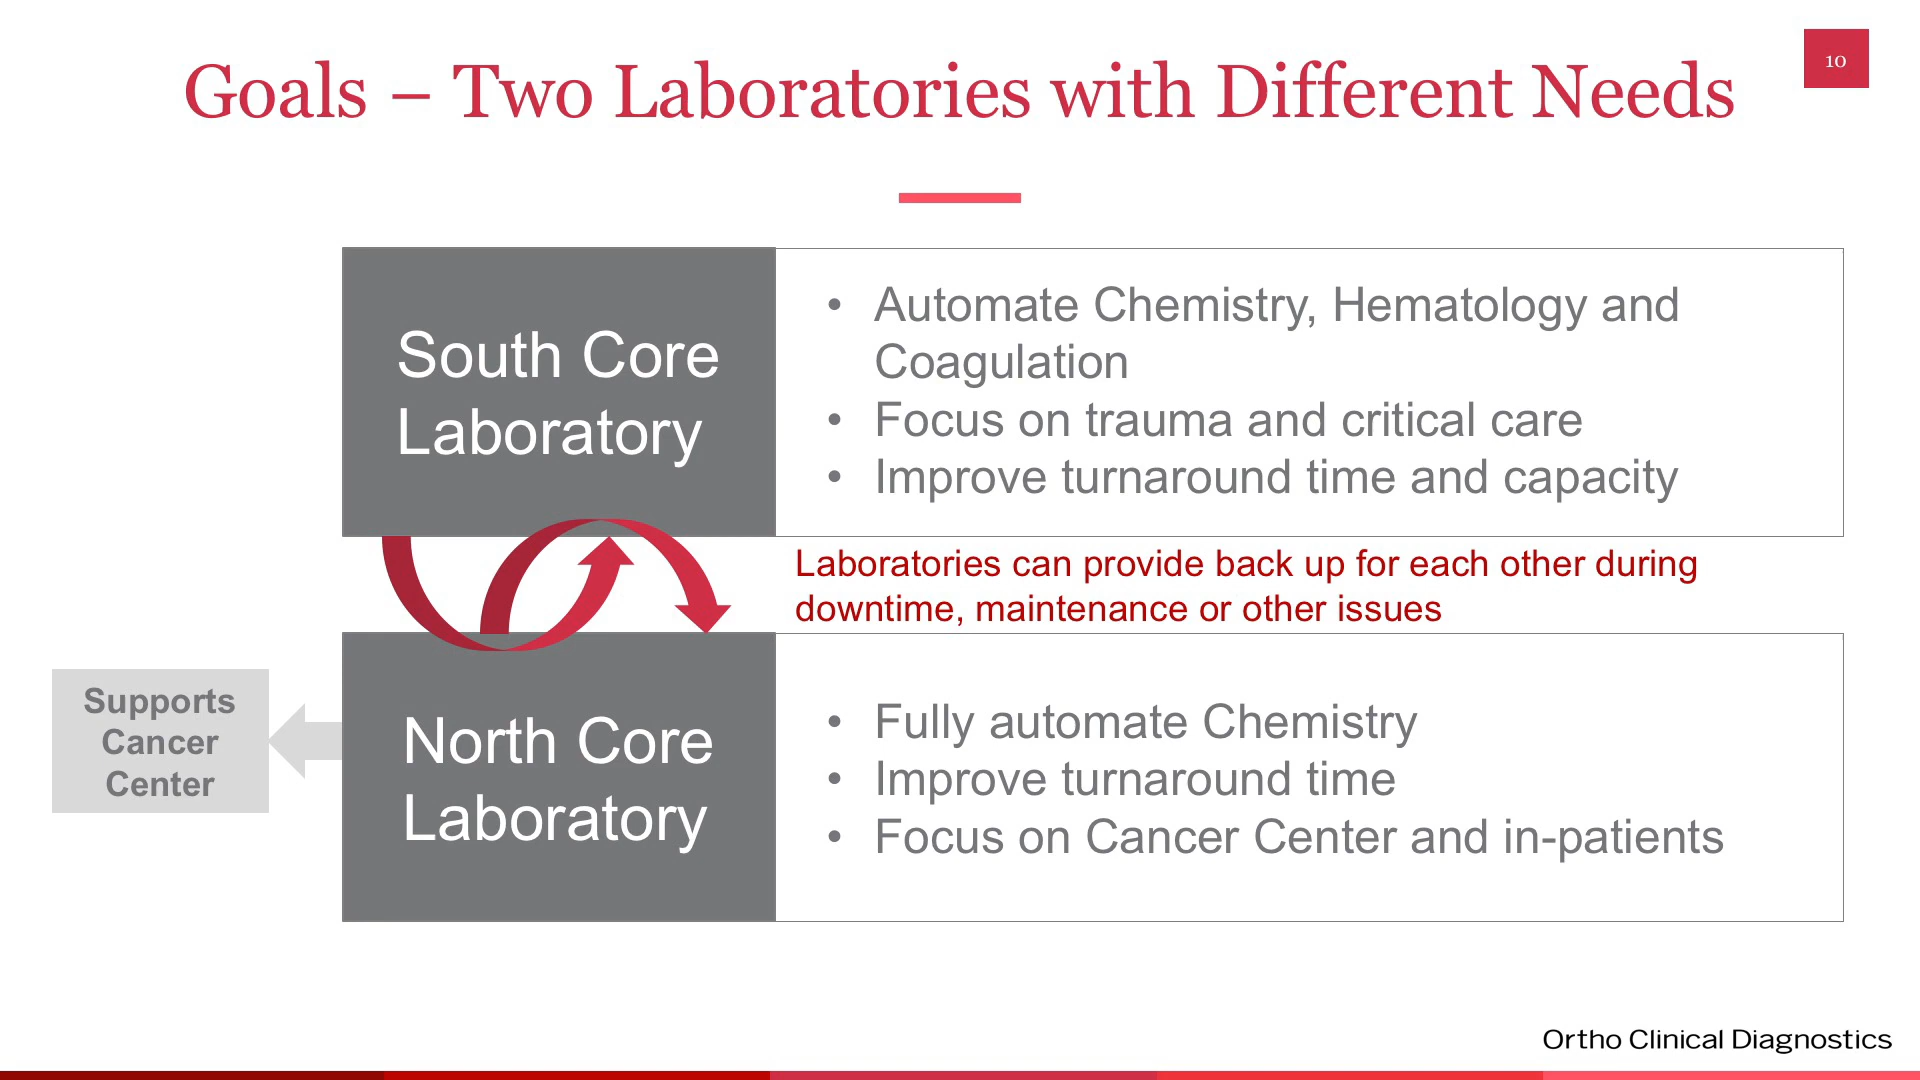 Goals – Two Laboratories with Different Needs
10
South Core
Laboratory
• Automate Chemistry, Hematology and
Coagulation
• Focus on trauma and critical care
• Improve turnaround time and capacity
Laboratories can provide back up for each other during
downtime, maintenance or other issues
Supports
Cancer
Center
North Core
Laboratory
• Fully automate Chemistry
• Improve turnaround time
• Focus on Cancer Center and in-patients
Ortho Clinical Diagnostics